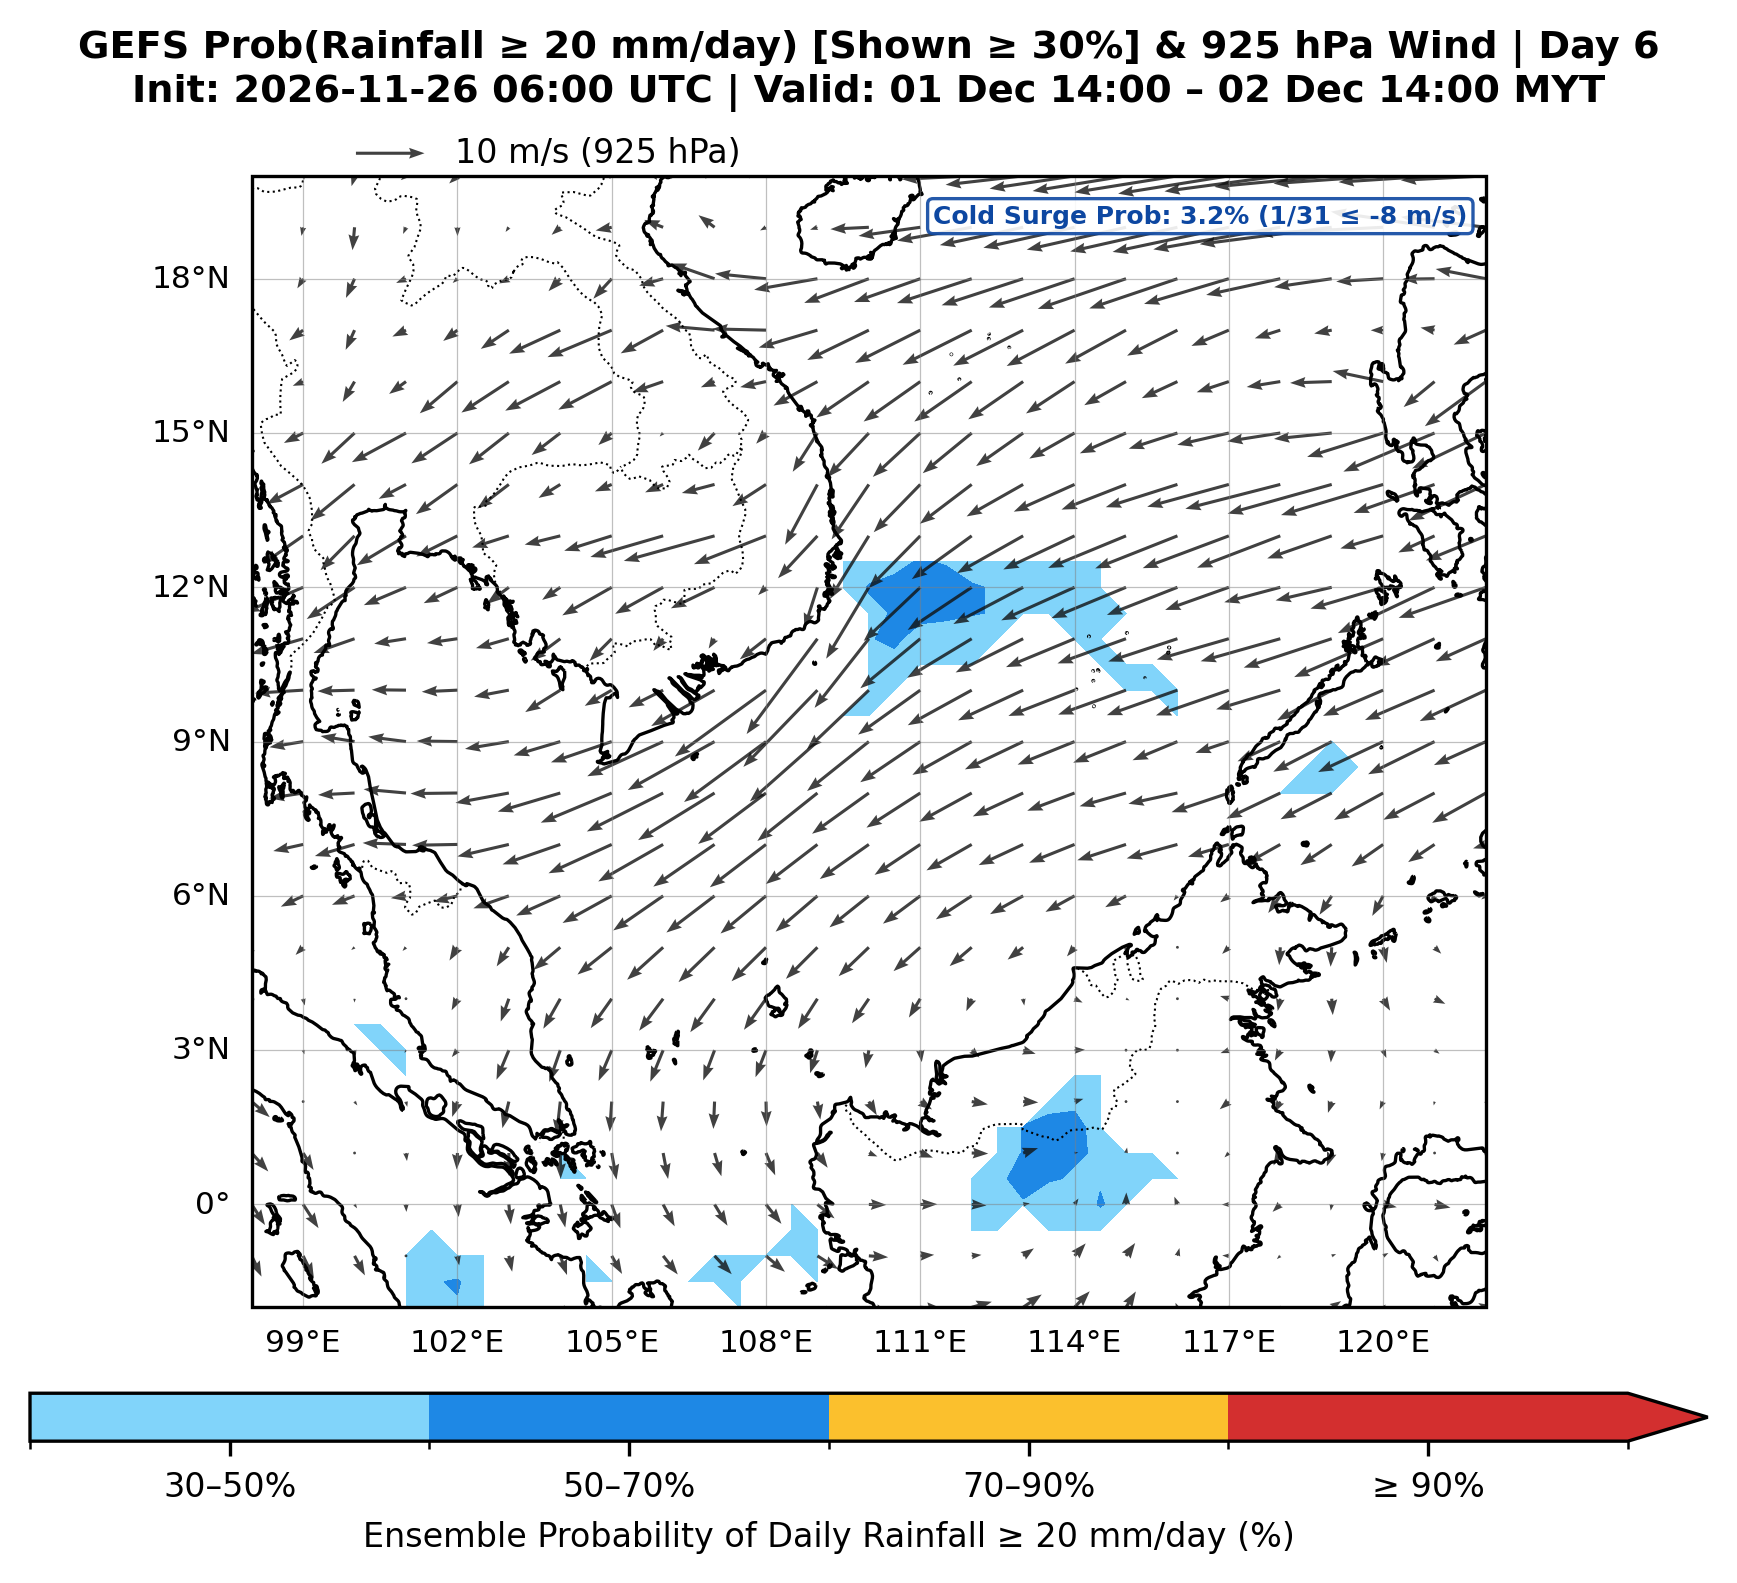 GEFS Prob(Rainfall ≥ 20 mm/day) [Shown ≥ 30%] & 925 hPa Wind | Day 6
Init: 2026-11-26 06:00 UTC | Valid: 01 Dec 14:00 – 02 Dec 14:00 MYT
10 m/s (925 hPa)
Cold Surge Prob: 3.2% (1/31 ≤ -8 m/s)
18°N
15°N
12°N
9°N
6°N
3°N
0°
99°E 102°E 105°E 108°E 111°E 114°E 117°E 120°E
30–50% 50–70% 70–90% ≥ 90%
Ensemble Probability of Daily Rainfall ≥ 20 mm/day (%)